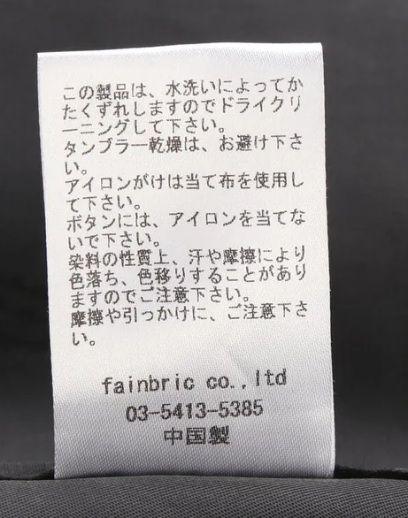 この製品は、水洗いによってか
たくずれしますのでドライクリ
ーニングして下さい。
タンブラー乾燥は、お避け下さ
い。
アイロンがけは当て布を使用し
て下さい。
ボタンには、アイロンを当てな
いで下さい。
染料の性質上、汗や摩擦により
色落ち、色移りすることがあり
ますのでご注意下さい。
摩擦や引っかけに、ご注意下さ
い。
fainbric co.,ltd
03-5413-5385
中国製